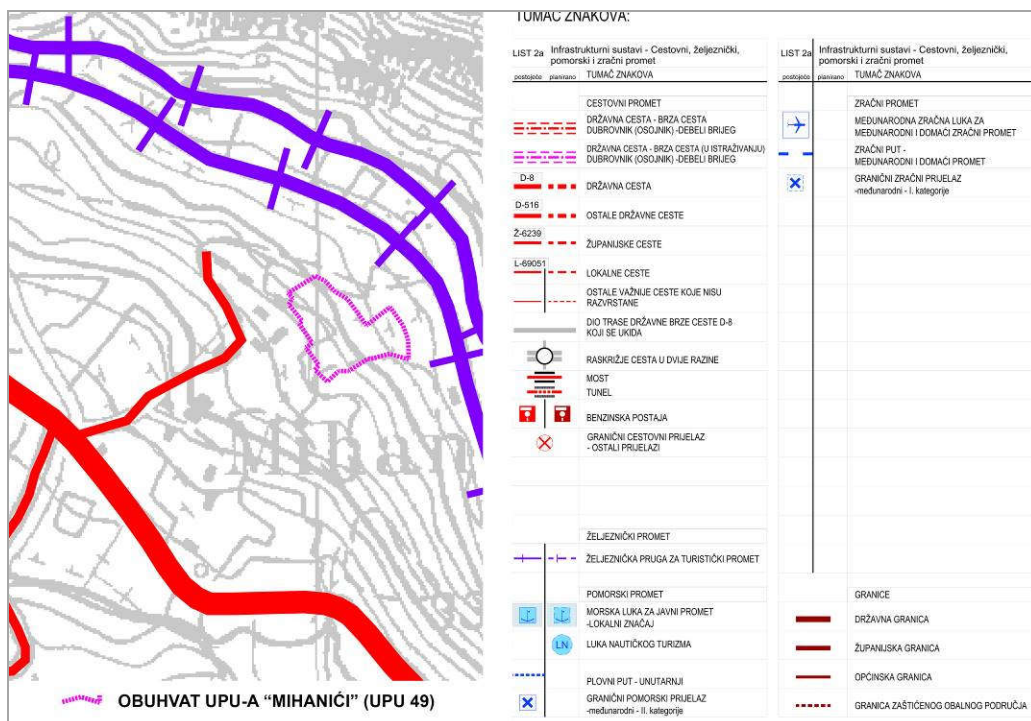 TUMAČ ZNAKOVA:
LIST 2a Infrastrukturni sustavi - Cestovni, željeznički,
pomorski i zračni promet
postojeće planirano TUMAČ ZNAKOVA
CESTOVNI PROMET
DRŽAVNA CESTA - BRZA CESTA
DUBROVNIK (OSOJNIK) -DEBELI BRIJEG
DRŽAVNA CESTA - BRZA CESTA (U ISTRAŽIVANJU)
DUBROVNIK (OSOJNIK) -DEBELI BRIJEG
D-8
DRŽAVNA CESTA
D-516
OSTALE DRŽAVNE CESTE
Ž-6239
ŽUPANIJSKE CESTE
L-69051
LOKALNE CESTE
OSTALE VAŽNIJE CESTE KOJE NISU
RAZVRSTANE
DIO TRASE DRŽAVNE BRZE CESTE D-8
KOJI SE UKIDA
RASKRIŽJE CESTA U DVIJE RAZINE
MOST
TUNEL
BENZINSKA POSTAJA
GRANIČNI CESTOVNI PRIJELAZ
- OSTALI PRIJELAZI
ŽELJEZNIČKI PROMET
ŽELJEZNIČKA PRUGA ZA TURISTIČKI PROMET
POMORSKI PROMET
MORSKA LUKA ZA JAVNI PROMET
-LOKALNI ZNAČAJ
LN
LUKA NAUTIČKOG TURIZMA
PLOVNI PUT - UNUTARNJI
GRANIČNI POMORSKI PRIJELAZ
-međunarodni - II. kategorije
LIST 2a Infrastrukturni sustavi - Cestovni, željeznički,
pomorski i zračni promet
postojeće planirano TUMAČ ZNAKOVA
ZRAČNI PROMET
MEĐUNARODNA ZRAČNA LUKA ZA
MEĐUNARODNI I DOMAĆI ZRAČNI PROMET
ZRAČNI PUT -
MEĐUNARODNI I DOMAĆI PROMET
GRANIČNI ZRAČNI PRIJELAZ
-međunarodni - I. kategorije
GRANICE
DRŽAVNA GRANICA
ŽUPANIJSKA GRANICA
OPĆINSKA GRANICA
GRANICA ZAŠTIĆENOG OBALNOG PODRUČJA
OBUHVAT UPU-A “MIHANIĆI” (UPU 49)